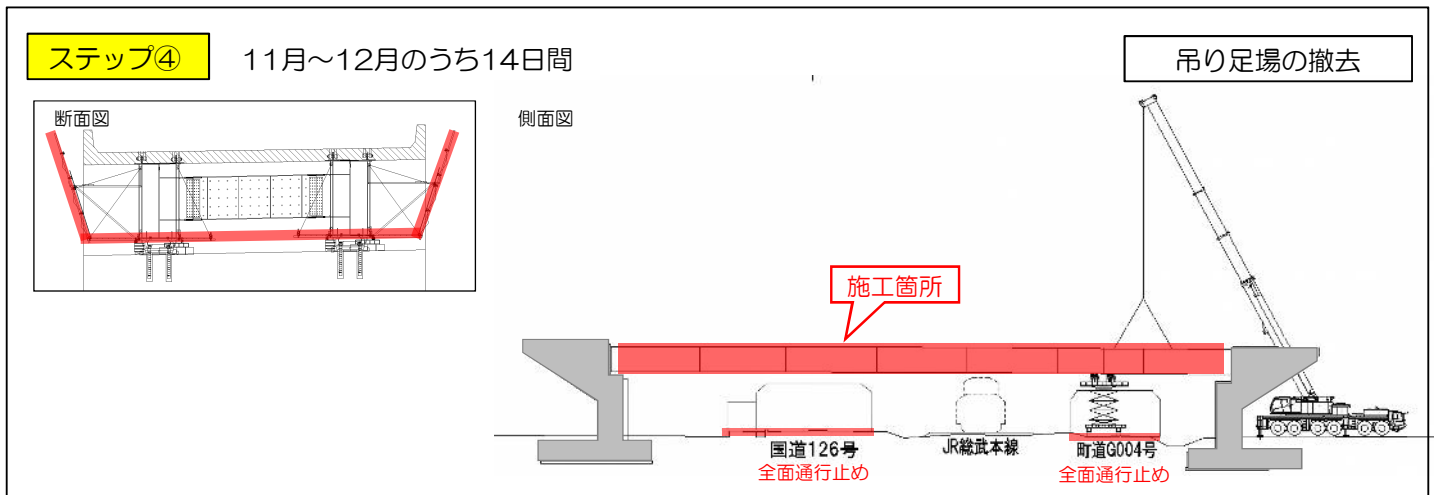 ステップ④
11月～12月のうち14日間
吊り足場の撤去
断面図
側面図
施工箇所
国道126号
JR総武本線
町道G004号
全面通行止め
全面通行止め